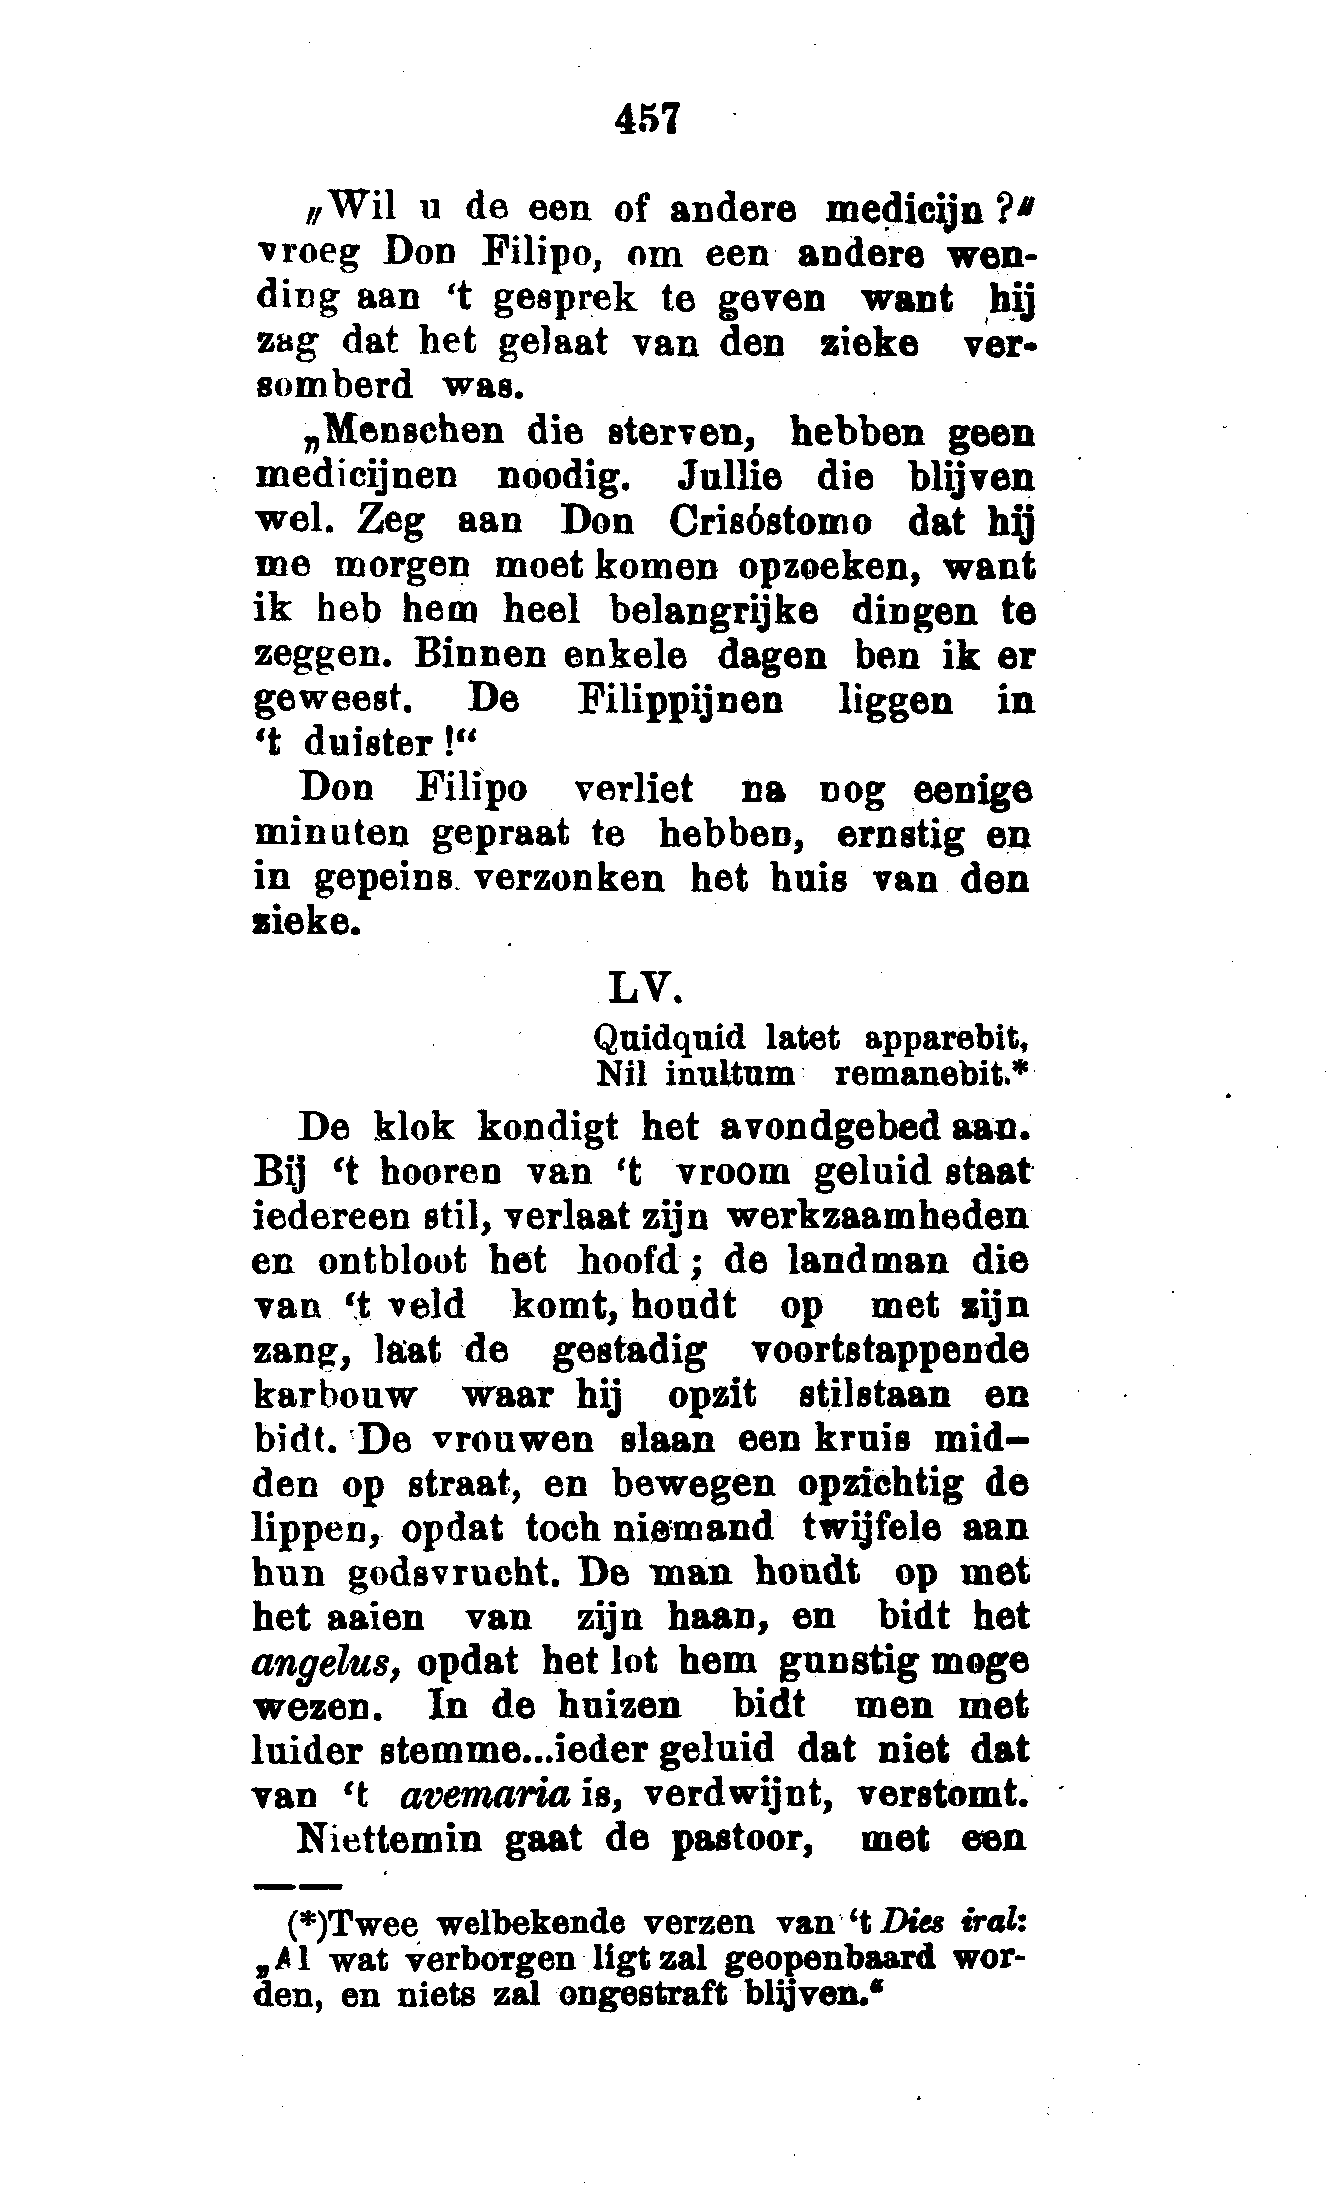 457
„Wil u de een of andere medicijn?“
vroeg Don Filipo, om een andere wen-
ding aan ‘t gesprek te geven want hij
zag dat het gelaat van den zieke ver-
somberd was.
„Menschen die sterven, hebben geen
medicijnen noodig. Jullie die blijven
wel. Zeg aan Don Crisóstomo dat hij
me morgen moet komen opzoeken, want
ik heb hem heel belangrijke dingen te
zeggen. Binnen enkele dagen ben ik er
geweest. De Filippijnen liggen in
‘t duister!“
Don Filipo verliet na nog eenige
minuten gepraat te hebben, ernstig en
in gepeins verzonken het huis van den
zieke.
LV.
Quidquid latet apparebit,
Nil inultum remanebit.*
De klok kondigt het avondgebed aan.
Bij ‘t hooren van ‘t vroom geluid staat
iedereen stil, verlaat zijn werkzaamheden
en ontbloot het hoofd; de landman die
van ‘t veld komt, houdt op met zijn
zang, laat de gestadig voortstappende
karbouw waar hij opzit stilstaan en
bidt. De vrouwen slaan een kruis mid-
den op straat, en bewegen opzichtig de
lippen, opdat toch niemand twijfele aan
hun godsvrucht. De man houdt op met
het aaien van zijn haan, en bidt het
angelus, opdat het lot hem gunstig moge
wezen. In de huizen bidt men met
luider stemme...ieder geluid dat niet dat
van ‘t avemaria is, verdwijnt, verstomt.
Niettemin gaat de pastoor, met een
(*)Twee welbekende verzen van ‘t Dies iral:
„Al wat verborgen ligt zal geopenbaard wor-
den, en niets zal ongestraft blijven.“